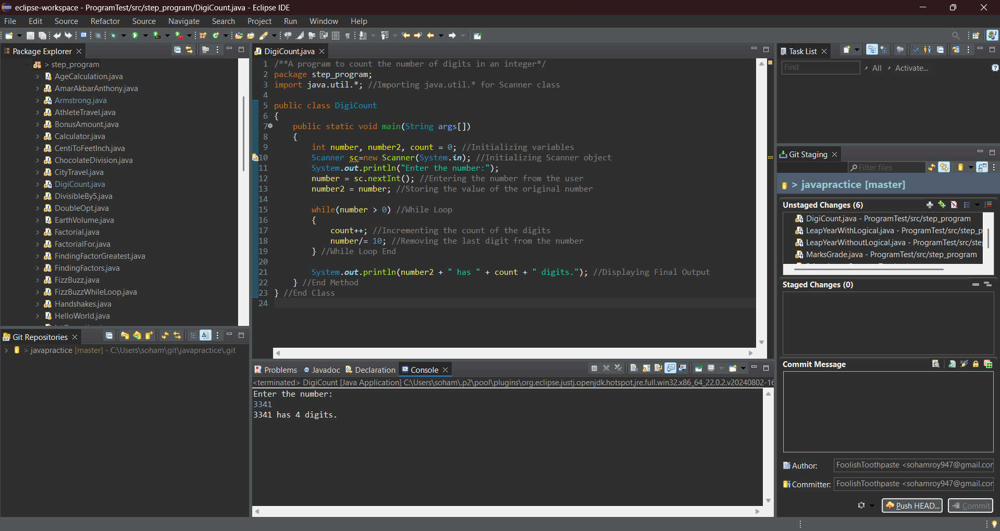 eclipse-workspace - ProgramTest/src/step_program/DigiCount.java - Eclipse IDE
File Edit Source Refactor Source Navigate Search Project Run Window Help
Package Explorer
> step_program
AgeCalculation.java
AmarAkbarAnthony.java
Armstrong.java
AthleteTravel.java
BonusAmount.java
Calculator.java
CentiToFeetInch.java
ChocolateDivision.java
CityTravel.java
DigiCount.java
DivisibleBy5.java
DoubleOpt.java
EarthVolume.java
Factorial.java
FactorialFor.java
FindingFactorGreatest.java
FindingFactors.java
FizzBuzz.java
FizzBuzzWhileLoop.java
Handshakes.java
HelloWorld.java
Git Repositories
> javapractice [master] - C:\Users\soham\git\javapractice\.git
DigiCount.java
1 /**A program to count the number of digits in an integer*/
2 package step_program;
3 import java.util.*; //Importing java.util.* for Scanner class
4
5 public class DigiCount
6 {
7 public static void main(String args[])
8 {
9 int number, number2, count = 0; //Initializing variables
10 Scanner sc=new Scanner(System.in); //Initializing Scanner object
11 System.out.println("Enter the number:");
12 number = sc.nextInt(); //Entering the number from the user
13 number2 = number; //Storing the value of the original number
14
15 while(number > 0) //While Loop
16 {
17 count++; //Incrementing the count of the digits
18 number/= 10; //Removing the last digit from the number
19 } //While Loop End
20
21 System.out.println(number2 + " has " + count + " digits."); //Displaying Final Output
22 } //End Method
23 } //End Class
24
Problems Javadoc Declaration Console
<terminated> DigiCount [Java Application] C:\Users\soham\.p2\pool\plugins\org.eclipse.justj.openjdk.hotspot.jre.full.win32.x86_64_22.0.2.v20240802-16
Enter the number:
3341
3341 has 4 digits.
Task List
Find All Activate...
Git Staging
Filter files
> javapractice [master]
Unstaged Changes (6)
DigiCount.java - ProgramTest/src/step_program
LeapYearWithLogical.java - ProgramTest/src/step_p
LeapYearWithoutLogical.java - ProgramTest/src/ste
MarksGrade.java - ProgramTest/src/step_program
Staged Changes (0)
Commit Message
Author: FoolishToothpaste <sohamroy947@gmail.cor
Committer: FoolishToothpaste <sohamroy947@gmail.cor
Push HEAD... Commit